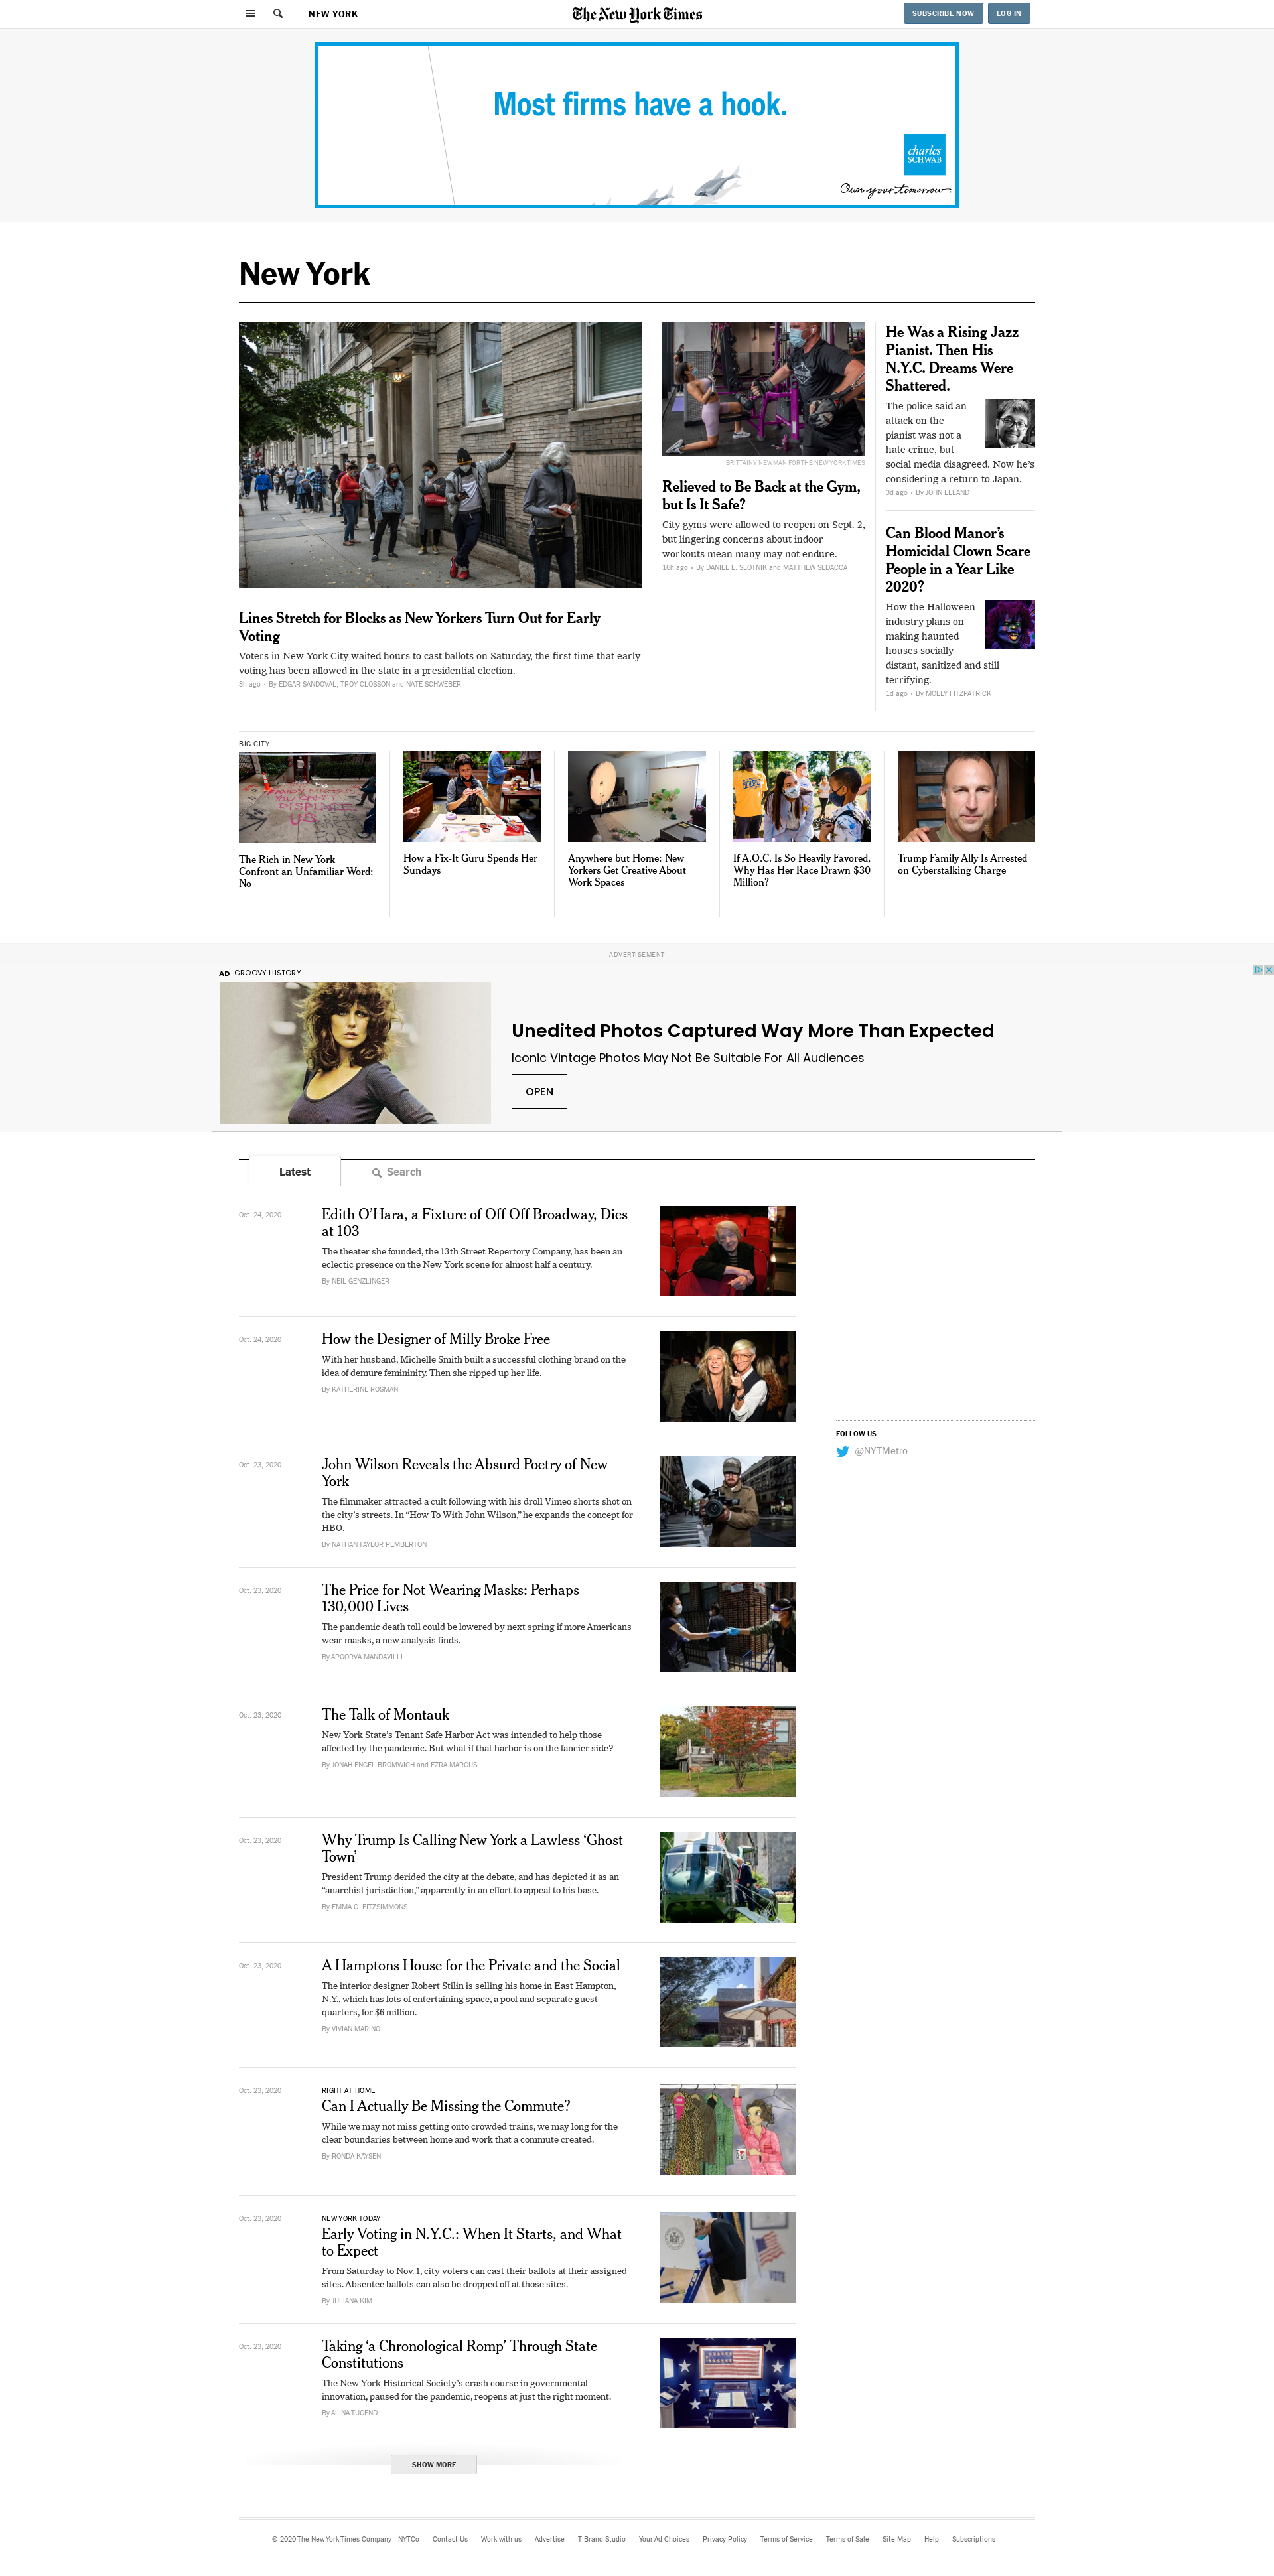 NEW YORK
The New York Times
SUBSCRIBE NOW
LOG IN
Most firms have a hook.
charles
SCHWAB
Own your tomorrow
New York
BRITTAINY NEWMAN FOR THE NEW YORK TIMES
Lines Stretch for Blocks as New Yorkers Turn Out for Early
Voting
Voters in New York City waited hours to cast ballots on Saturday, the first time that early
voting has been allowed in the state in a presidential election.
3h ago • By EDGAR SANDOVAL, TROY CLOSSON and NATE SCHWEBER
Relieved to Be Back at the Gym,
but Is It Safe?
City gyms were allowed to reopen on Sept. 2,
but lingering concerns about indoor
workouts mean many may not endure.
16h ago • By DANIEL E. SLOTNIK and MATTHEW SEDACCA
He Was a Rising Jazz
Pianist. Then His
N.Y.C. Dreams Were
Shattered.
The police said an
attack on the
pianist was not a
hate crime, but
social media disagreed. Now he’s
considering a return to Japan.
3d ago • By JOHN LELAND
Can Blood Manor’s
Homicidal Clown Scare
People in a Year Like
2020?
How the Halloween
industry plans on
making haunted
houses socially
distant, sanitized and still
terrifying.
1d ago • By MOLLY FITZPATRICK
BIG CITY
The Rich in New York
Confront an Unfamiliar Word:
No
How a Fix-It Guru Spends Her
Sundays
Anywhere but Home: New
Yorkers Get Creative About
Work Spaces
If A.O.C. Is So Heavily Favored,
Why Has Her Race Drawn $30
Million?
Trump Family Ally Is Arrested
on Cyberstalking Charge
ADVERTISEMENT
AD GROOVY HISTORY
Unedited Photos Captured Way More Than Expected
Iconic Vintage Photos May Not Be Suitable For All Audiences
OPEN
Latest
Search
Oct. 24, 2020
Edith O’Hara, a Fixture of Off Off Broadway, Dies
at 103
The theater she founded, the 13th Street Repertory Company, has been an
eclectic presence on the New York scene for almost half a century.
By NEIL GENZLINGER
Oct. 24, 2020
How the Designer of Milly Broke Free
With her husband, Michelle Smith built a successful clothing brand on the
idea of demure femininity. Then she ripped up her life.
By KATHERINE ROSMAN
FOLLOW US
@NYTMetro
Oct. 23, 2020
John Wilson Reveals the Absurd Poetry of New
York
The filmmaker attracted a cult following with his droll Vimeo shorts shot on
the city’s streets. In “How To With John Wilson,” he expands the concept for
HBO.
By NATHAN TAYLOR PEMBERTON
Oct. 23, 2020
The Price for Not Wearing Masks: Perhaps
130,000 Lives
The pandemic death toll could be lowered by next spring if more Americans
wear masks, a new analysis finds.
By APOORVA MANDAVILLI
Oct. 23, 2020
The Talk of Montauk
New York State’s Tenant Safe Harbor Act was intended to help those
affected by the pandemic. But what if that harbor is on the fancier side?
By JONAH ENGEL BROMWICH and EZRA MARCUS
Oct. 23, 2020
Why Trump Is Calling New York a Lawless ‘Ghost
Town’
President Trump derided the city at the debate, and has depicted it as an
“anarchist jurisdiction,” apparently in an effort to appeal to his base.
By EMMA G. FITZSIMMONS
Oct. 23, 2020
A Hamptons House for the Private and the Social
The interior designer Robert Stilin is selling his home in East Hampton,
N.Y., which has lots of entertaining space, a pool and separate guest
quarters, for $6 million.
By VIVIAN MARINO
Oct. 23, 2020
RIGHT AT HOME
Can I Actually Be Missing the Commute?
While we may not miss getting onto crowded trains, we may long for the
clear boundaries between home and work that a commute created.
By RONDA KAYSEN
Oct. 23, 2020
NEW YORK TODAY
Early Voting in N.Y.C.: When It Starts, and What
to Expect
From Saturday to Nov. 1, city voters can cast their ballots at their assigned
sites. Absentee ballots can also be dropped off at those sites.
By JULIANA KIM
Oct. 23, 2020
Taking ‘a Chronological Romp’ Through State
Constitutions
The New-York Historical Society’s crash course in governmental
innovation, paused for the pandemic, reopens at just the right moment.
By ALINA TUGEND
SHOW MORE
© 2020 The New York Times Company NYTCo Contact Us Work with us Advertise T Brand Studio Your Ad Choices Privacy Policy Terms of Service Terms of Sale Site Map Help Subscriptions